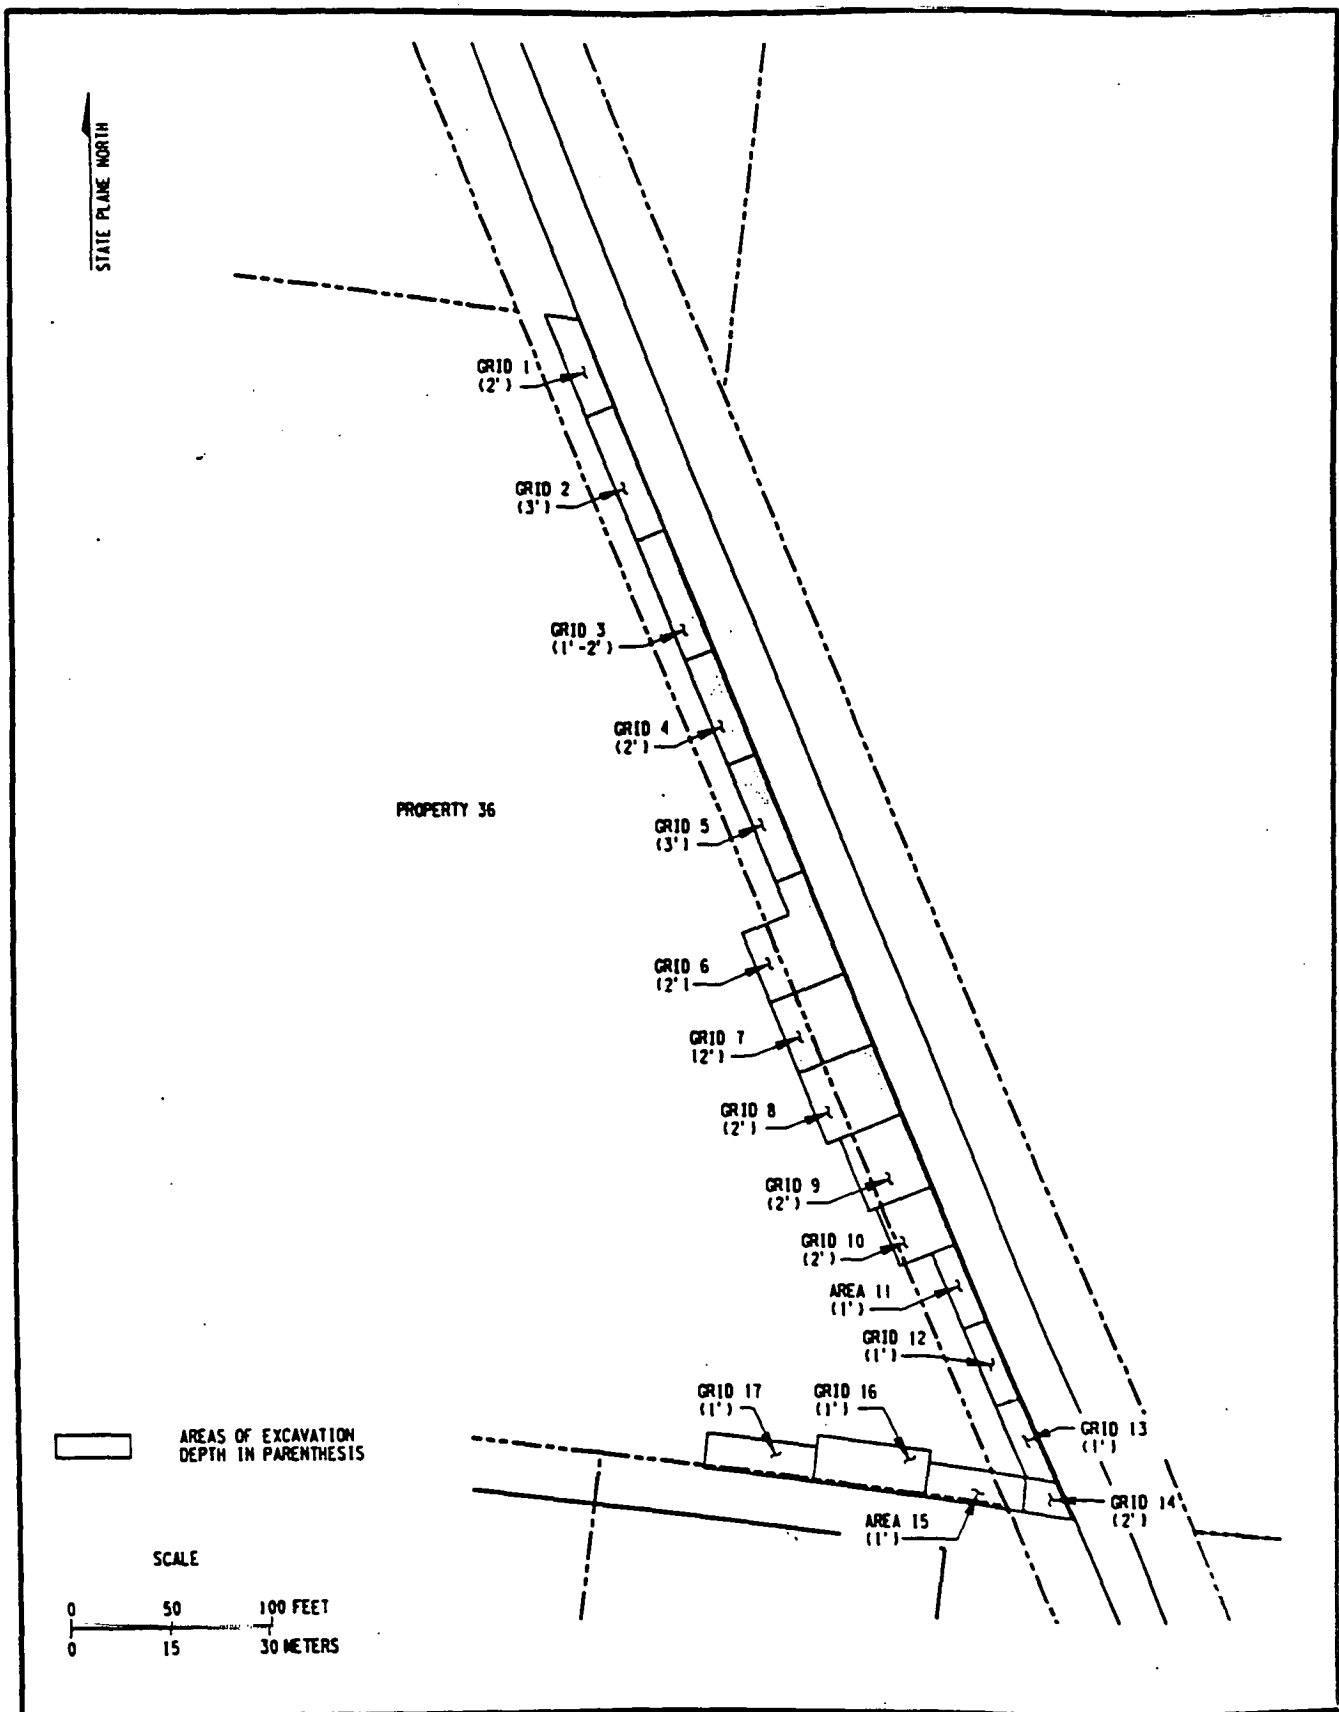 STATE PLANE NORTH
GRID 1
(2')
GRID 2
(3')
GRID 3
(1'-2')
GRID 4
(2')
PROPERTY 36
GRID 5
(3')
GRID 6
(2')
GRID 7
(2')
GRID 8
(2')
GRID 9
(2')
GRID 10
(2')
AREA 11
(1')
GRID 12
(1')
GRID 17
(1')
GRID 16
(1')
GRID 13
(1')
AREAS OF EXCAVATION
DEPTH IN PARENTHESIS
GRID 14
(2')
AREA 15
(1')
SCALE
0 50 100 FEET
0 15 30 METERS